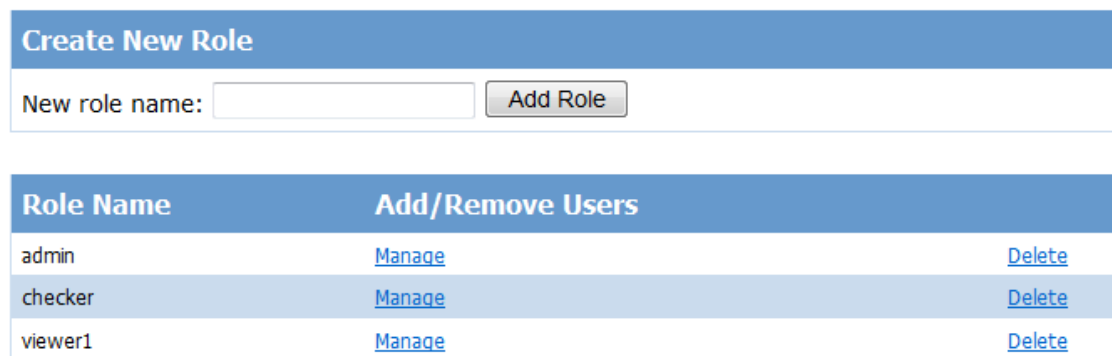 Create New Role
New role name: Add Role
Role Name Add/Remove Users
admin Manage Delete
checker Manage Delete
viewer1 Manage Delete